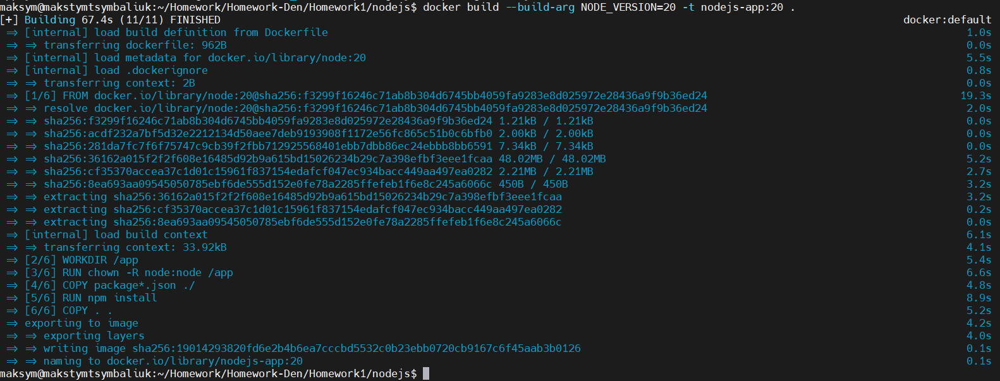 maksym@makstymtsymbaliuk:~/Homework/Homework-Den/Homework1/nodejs$ docker build --build-arg NODE_VERSION=20 -t nodejs-app:20 .
[+] Building 67.4s (11/11) FINISHED docker:default
=> [internal] load build definition from Dockerfile 1.0s
=> => transferring dockerfile: 962B 0.0s
=> [internal] load metadata for docker.io/library/node:20 5.5s
=> [internal] load .dockerignore 0.8s
=> => transferring context: 2B 0.0s
=> [1/6] FROM docker.io/library/node:20@sha256:f3299f16246c71ab8b304d6745bb4059fa9283e8d025972e28436a9f9b36ed24 19.3s
=> => resolve docker.io/library/node:20@sha256:f3299f16246c71ab8b304d6745bb4059fa9283e8d025972e28436a9f9b36ed24 2.0s
=> => sha256:f3299f16246c71ab8b304d6745bb4059fa9283e8d025972e28436a9f9b36ed24 1.21kB / 1.21kB 0.0s
=> => sha256:acdf232a7bf5d32e2212134d50aee7deb9193908f1172e56fc865c51b0c6bfb0 2.00kB / 2.00kB 0.0s
=> => sha256:281da7fc7f6f75747c9cb39f2fbb712925568401ebb7dbb86ec24ebbb8bb6591 7.34kB / 7.34kB 0.0s
=> => sha256:36162a015f2f2f608e16485d92b9a615bd15026234b29c7a398efbf3eee1fcaa 48.02MB / 48.02MB 5.2s
=> => sha256:cf35370accea37c1d01c15961f837154edafcf047ec934bacc449aa497ea0282 2.21MB / 2.21MB 2.7s
=> => sha256:8ea693aa09545050785ebf6de555d152e0fe78a2285ffefeb1f6e8c245a6066c 450B / 450B 3.2s
=> => extracting sha256:36162a015f2f2f608e16485d92b9a615bd15026234b29c7a398efbf3eee1fcaa 3.2s
=> => extracting sha256:cf35370accea37c1d01c15961f837154edafcf047ec934bacc449aa497ea0282 0.2s
=> => extracting sha256:8ea693aa09545050785ebf6de555d152e0fe78a2285ffefeb1f6e8c245a6066c 0.0s
=> [internal] load build context 6.1s
=> => transferring context: 33.92kB 4.1s
=> [2/6] WORKDIR /app 5.4s
=> [3/6] RUN chown -R node:node /app 6.6s
=> [4/6] COPY package*.json ./ 4.8s
=> [5/6] RUN npm install 8.9s
=> [6/6] COPY . . 5.2s
=> exporting to image 4.2s
=> => exporting layers 4.0s
=> => writing image sha256:19014293820fd6e2b4b6ea7cccbd5532c0b23ebb0720cb9167c6f45aab3b0126 0.1s
=> => naming to docker.io/library/nodejs-app:20 0.1s
maksym@makstymtsymbaliuk:~/Homework/Homework-Den/Homework1/nodejs$